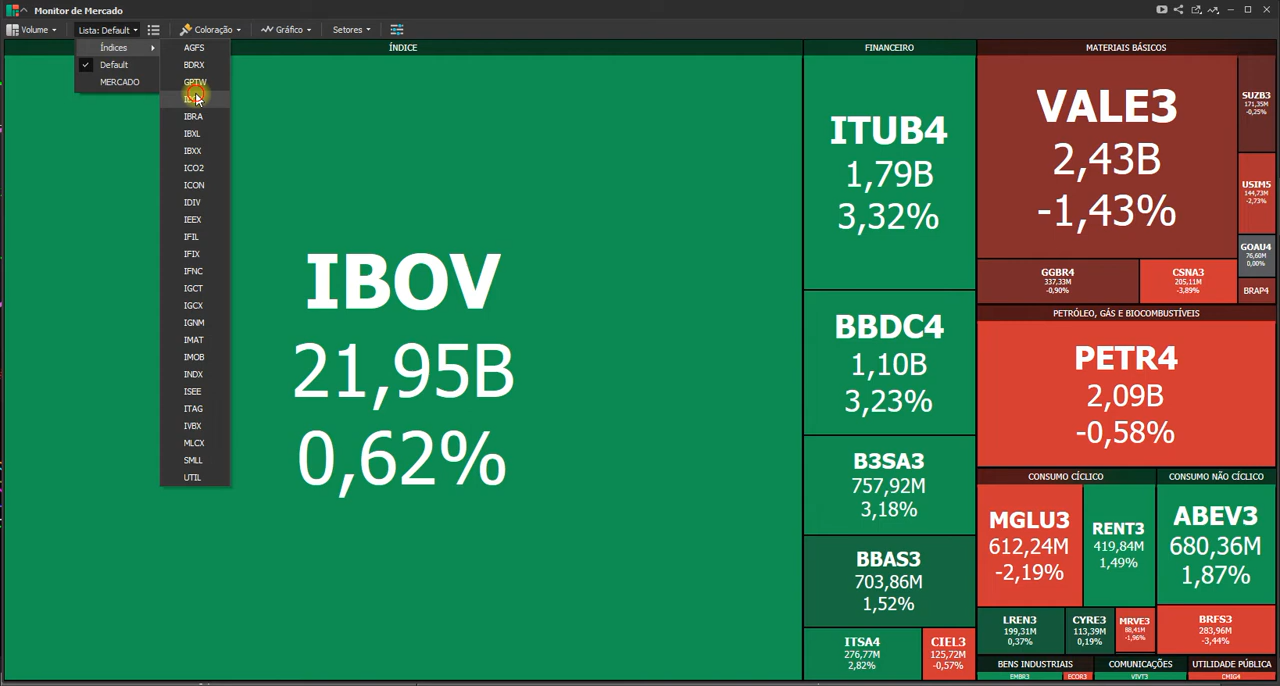 Monitor de Mercado
Volume
Lista: Default
Coloração
Gráfico
Setores
Índices
Default
MERCADO
AGFS
BDRX
GPTW
IBRA
IBXL
IBXX
ICO2
ICON
IDIV
IEEX
IFIL
IFIX
IFNC
IGCT
IGCX
IGNM
IMAT
IMOB
INDX
ISEE
ITAG
IVBX
MLCX
SMLL
UTIL
ÍNDICE
IBOV
21,95B
0,62%
FINANCEIRO
ITUB4
1,79B
3,32%
BBDC4
1,10B
3,23%
B3SA3
757,92M
3,18%
BBAS3
703,86M
1,52%
ITSA4
276,77M
2,82%
CIEL3
125,72M
-0,57%
MATERIAIS BÁSICOS
VALE3
2,43B
-1,43%
SUZB3
171,35M
-0,25%
USIM5
144,73M
-2,73%
GOAU4
76,60M
0,00%
BRAP4
GGBR4
337,33M
-0,90%
CSNA3
205,11M
-3,89%
PETRÓLEO, GÁS E BIOCOMBUSTÍVEIS
PETR4
2,09B
-0,58%
CONSUMO CÍCLICO
MGLU3
612,24M
-2,19%
RENT3
419,84M
1,49%
LREN3
199,31M
0,37%
CYRE3
113,39M
0,19%
MRVE3
88,41M
-1,96%
CONSUMO NÃO CÍCLICO
ABEV3
680,36M
1,87%
BRFS3
283,96M
-3,44%
BENS INDUSTRIAIS
EMBR3
ECOR3
COMUNICAÇÕES
VIVT3
UTILIDADE PÚBLICA
CMIG4